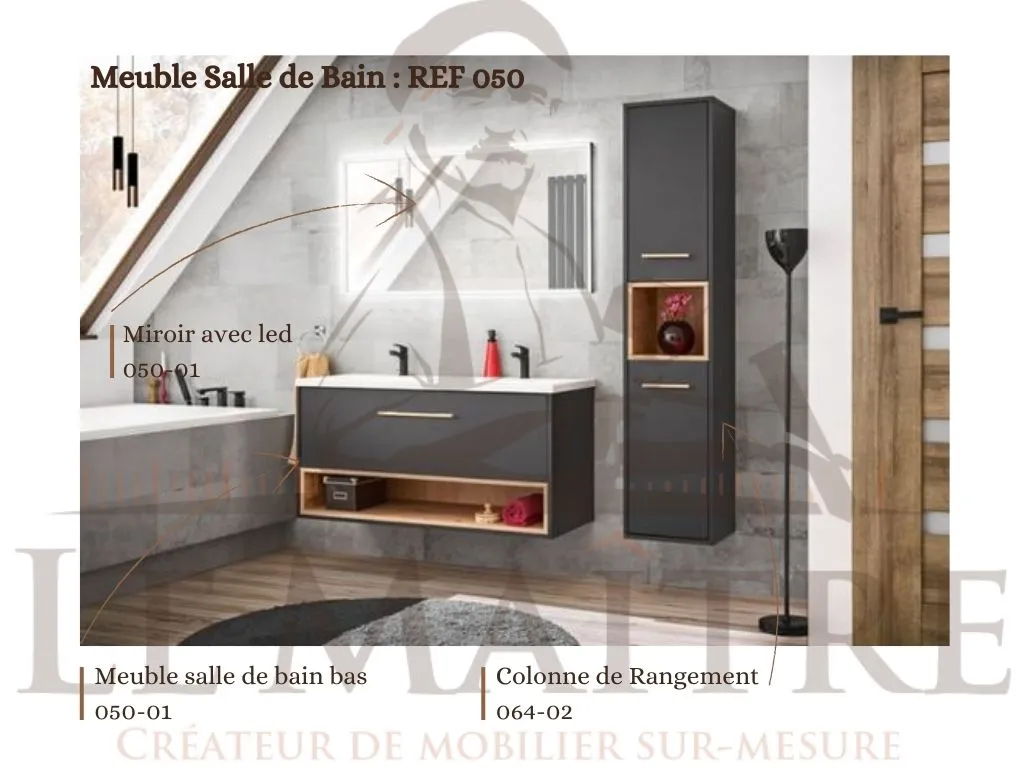 Meuble Salle de Bain : REF 050
Miroir avec led
050-01
LEMAITRE
Meuble salle de bain bas
050-01
Colonne de Rangement
064-02
CRÉATEUR DE MOBILIER SUR-MESURE